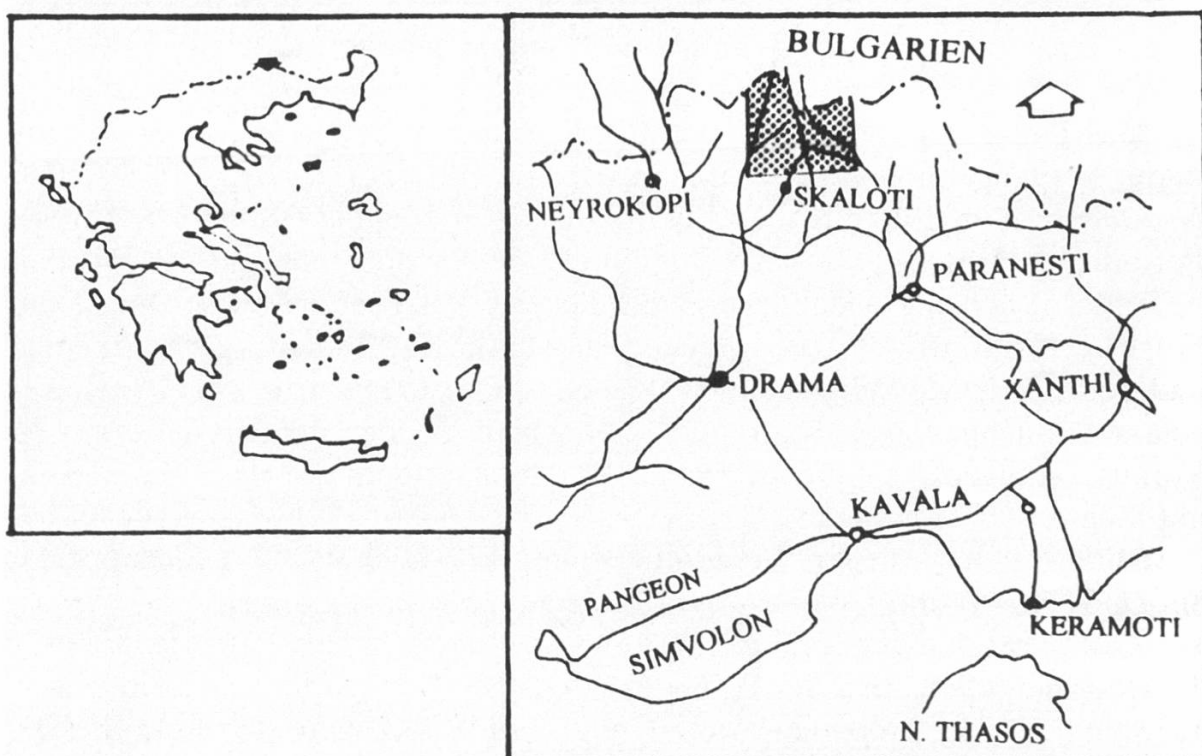 BULGARIEN
NEYROKOPI
SKALOTI
PARANESTI
DRAMA
XANTHI
KAVALA
PANGEON
SIMVOLON
KERAMOTI
N. THASOS